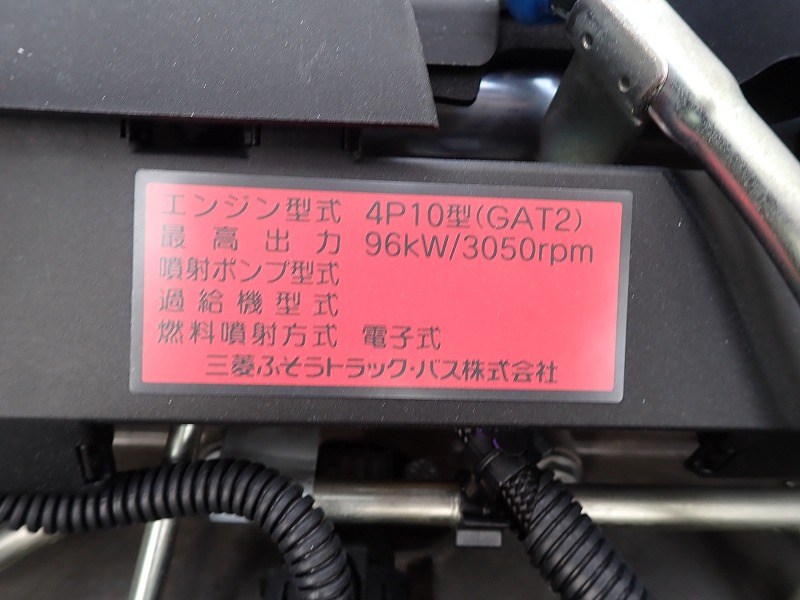 エンジン型式 4P10型(GAT2)
最高出力 96kW/3050rpm
噴射ポンプ型式
過給機型式
燃料噴射方式 電子式
三菱ふそうトラック・バス株式会社